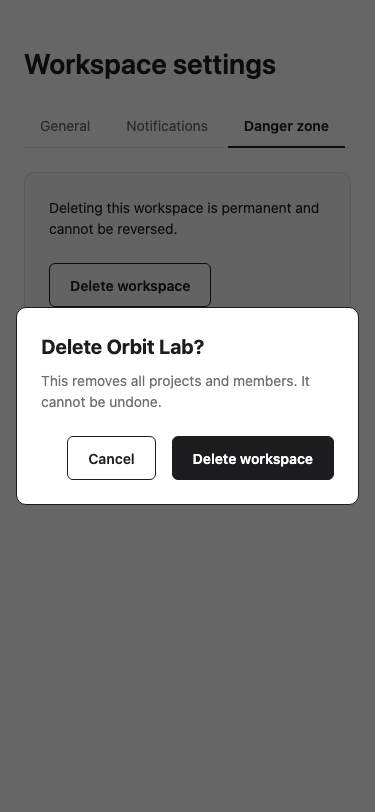 Workspace settings
General Notifications Danger zone
Deleting this workspace is permanent and
cannot be reversed.
Delete workspace
Delete Orbit Lab?
This removes all projects and members. It
cannot be undone.
Cancel Delete workspace